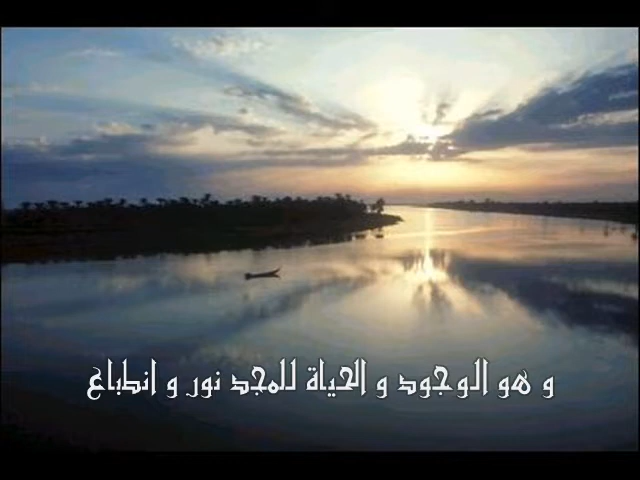 و هو الوجود و الحياة للمجد نور و انطباع